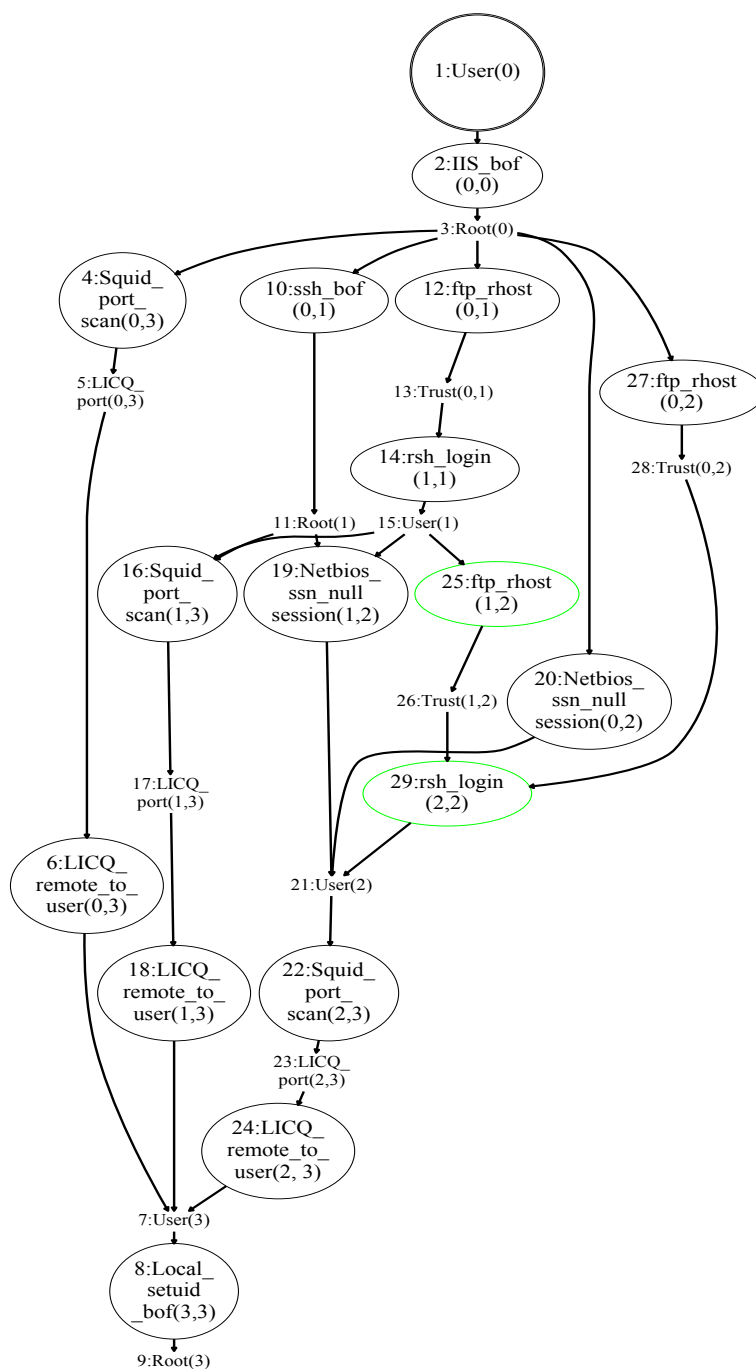 1:User(0)
2:IIS_bof
(0,0)
3:Root(0)
4:Squid_
port_
scan(0,3)
10:ssh_bof
(0,1)
12:ftp_rhost
(0,1)
5:LICQ_
port(0,3)
13:Trust(0,1)
27:ftp_rhost
(0,2)
14:rsh_login
(1,1)
28:Trust(0,2)
11:Root(1)
15:User(1)
16:Squid_
port_
scan(1,3)
19:Netbios_
ssn_null
session(1,2)
25:ftp_rhost
(1,2)
26:Trust(1,2)
20:Netbios_
ssn_null
session(0,2)
17:LICQ_
port(1,3)
29:rsh_login
(2,2)
6:LICQ_
remote_to_
user(0,3)
21:User(2)
18:LICQ_
remote_to_
user(1,3)
22:Squid_
port_
scan(2,3)
23:LICQ_
port(2,3)
24:LICQ_
remote_to_
user(2, 3)
7:User(3)
8:Local_
setuid
_bof(3,3)
9:Root(3)